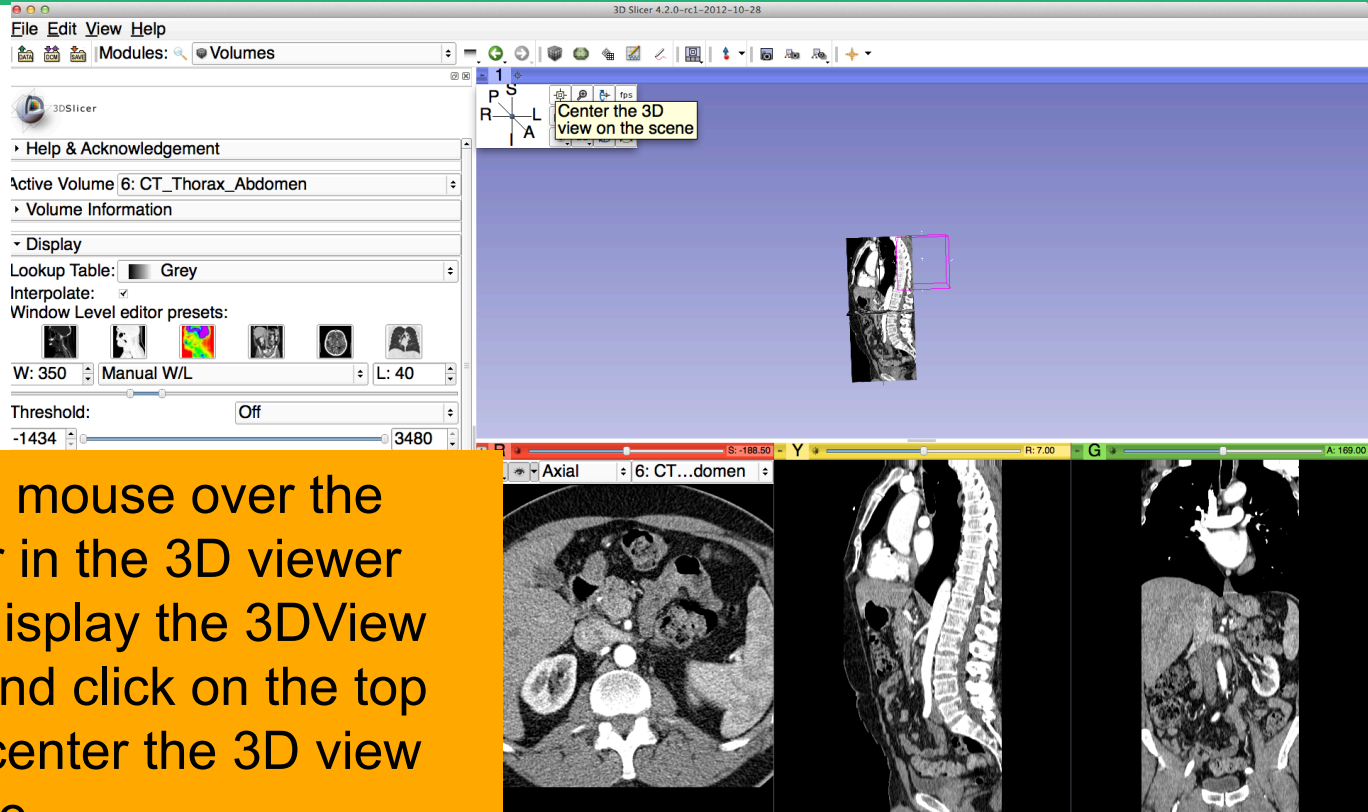 3D Slicer 4.2.0-rc1-2012-10-28
File Edit View Help
DATA DCM SAVE Modules: Volumes
3DSlicer
Help & Acknowledgement
Active Volume 6: CT_Thorax_Abdomen
Volume Information
Display
Lookup Table: Grey
Interpolate:
Window Level editor presets:
W: 350 Manual W/L L: 40
Threshold: Off
-1434 3480
1
P S
R L
A
I
fps
Center the 3D
view on the scene
R S: -188.50
Axial 6: CT...domen
Y R: 7.00
G A: 169.00
mouse over the
r in the 3D viewer
isplay the 3DView
nd click on the top
center the 3D view